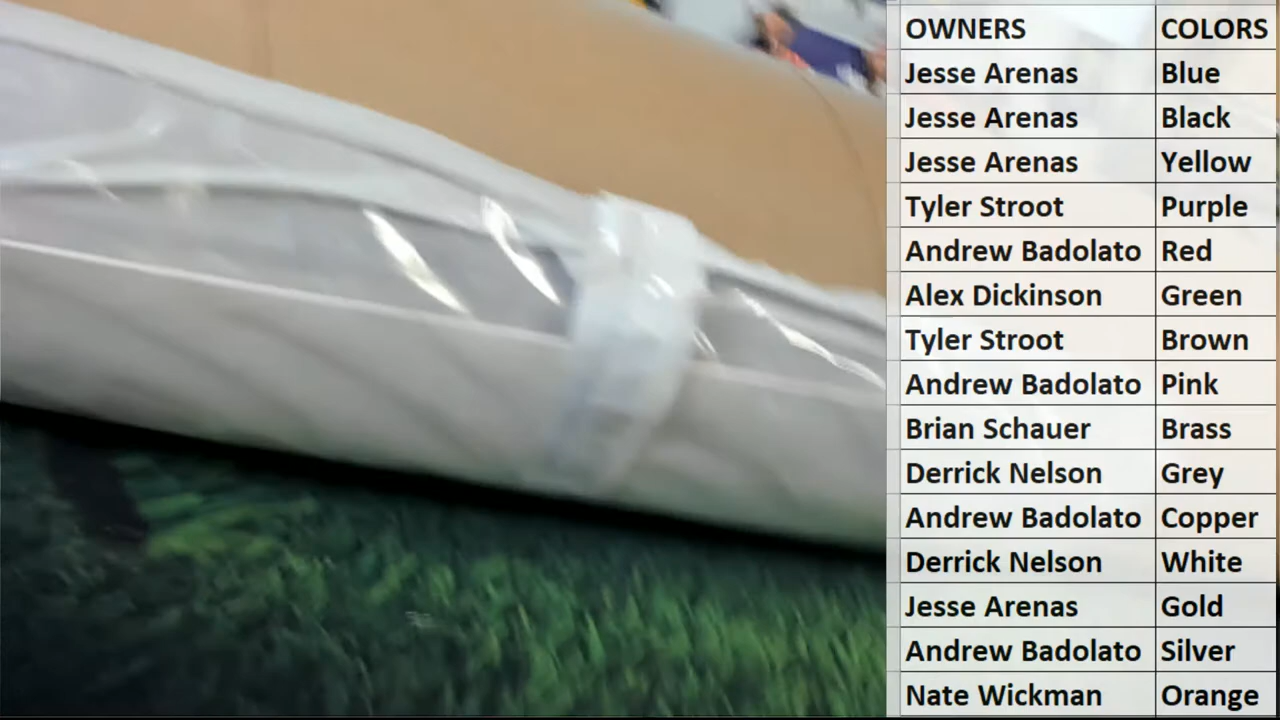 OWNERS COLORS
Jesse Arenas Blue
Jesse Arenas Black
Jesse Arenas Yellow
Tyler Stroot Purple
Andrew Badolato Red
Alex Dickinson Green
Tyler Stroot Brown
Andrew Badolato Pink
Brian Schauer Brass
Derrick Nelson Grey
Andrew Badolato Copper
Derrick Nelson White
Jesse Arenas Gold
Andrew Badolato Silver
Nate Wickman Orange